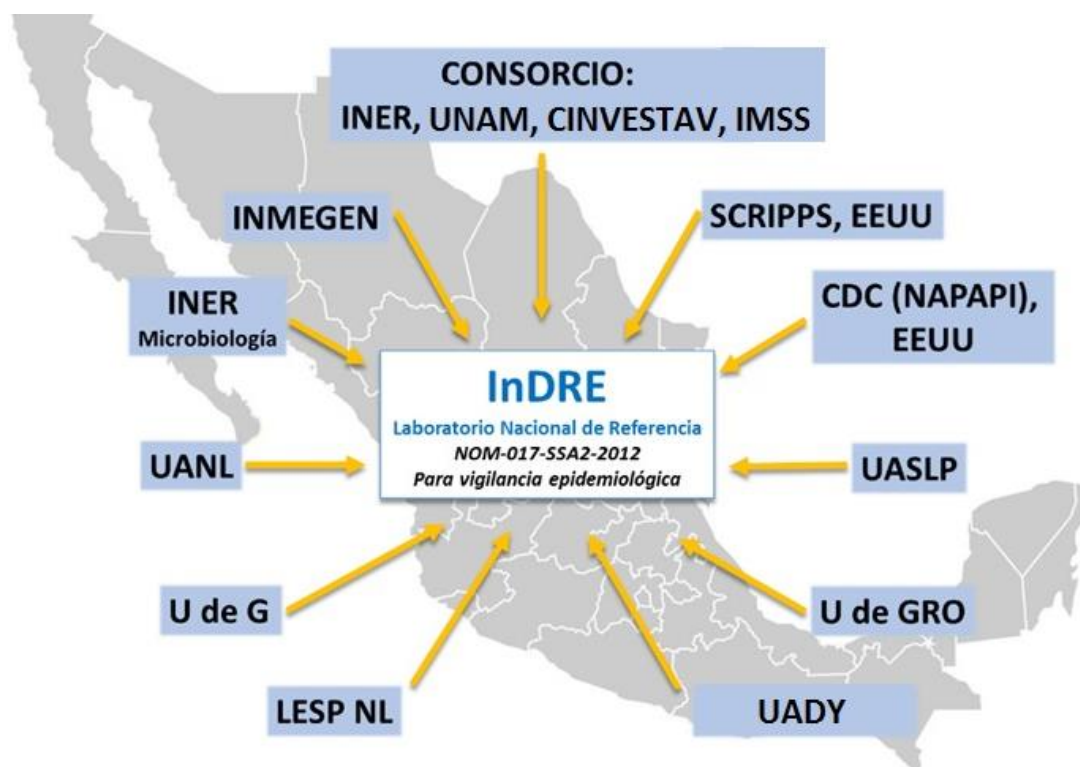 CONSORCIO:
INER, UNAM, CINVESTAV, IMSS
INMEGEN
SCRIPPS, EEUU
INER
Microbiología
CDC (NAPAPI),
EEUU
InDRE
Laboratorio Nacional de Referencia
NOM-017-SSA2-2012
Para vigilancia epidemiológica
UANL
UASLP
U de G
U de GRO
LESP NL
UADY